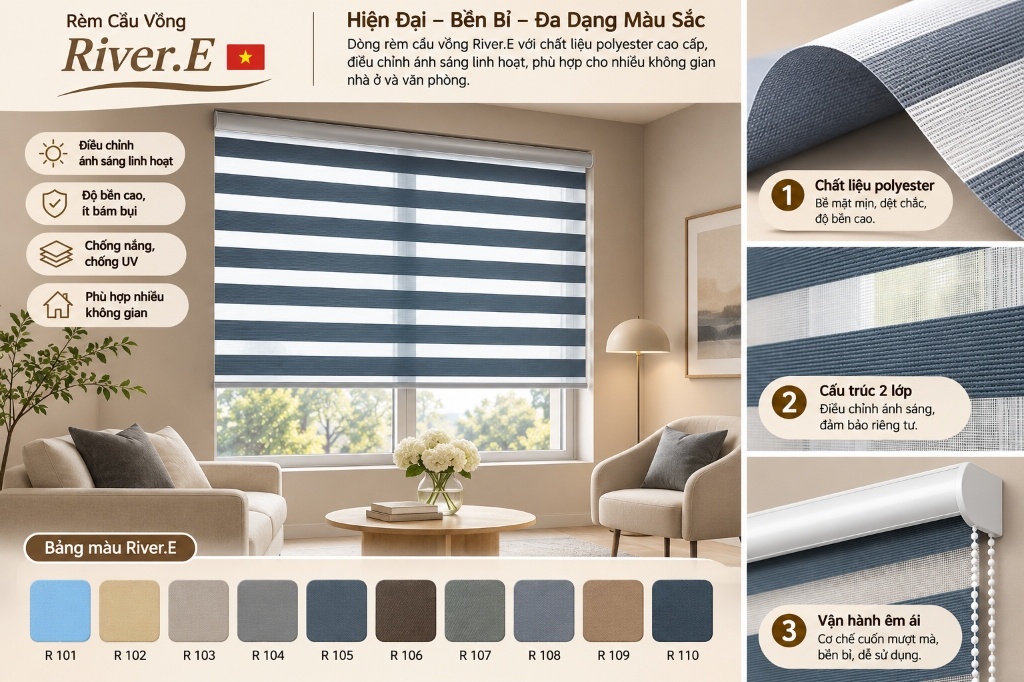 Rèm Cầu Vồng
River.E
Hiện Đại – Bền Bỉ – Đa Dạng Màu Sắc
Dòng rèm cầu vồng River.E với chất liệu polyester cao cấp,
điều chỉnh ánh sáng linh hoạt, phù hợp cho nhiều không gian
nhà ở và văn phòng.
Điều chỉnh
ánh sáng linh hoạt
Độ bền cao,
ít bám bụi
Chống nắng,
chống UV
Phù hợp nhiều
không gian
1
Chất liệu polyester
Bề mặt mịn, dệt chắc,
độ bền cao.
2
Cấu trúc 2 lớp
Điều chỉnh ánh sáng,
đảm bảo riêng tư.
3
Vận hành êm ái
Cơ chế cuốn mượt mà,
bền bỉ, dễ sử dụng.
Bảng màu River.E
R 101 R 102 R 103 R 104 R 105 R 106 R 107 R 108 R 109 R 110